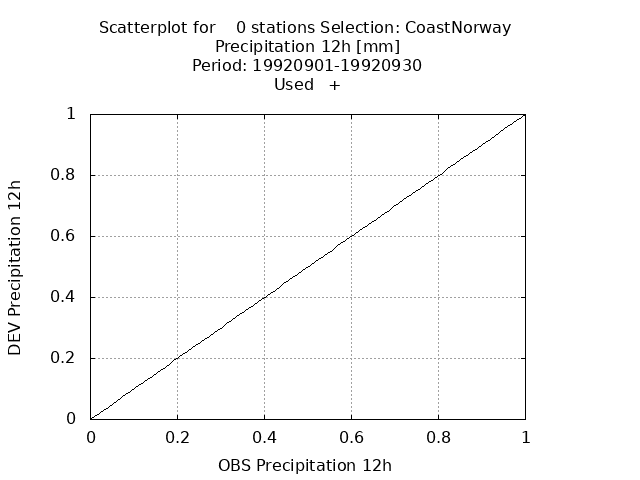 Scatterplot for    0 stations Selection: CoastNorway
Precipitation 12h [mm]
Period: 19920901-19920930
Used +
1
0.8
0.6
0.4
0.2
0
DEV Precipitation 12h
0 0.2 0.4 0.6 0.8 1
OBS Precipitation 12h